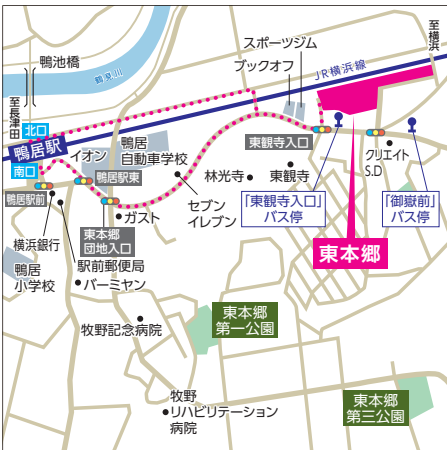 鴨池橋
鶴見川
至長津田
北口
鴨居駅
南口
鴨居駅前
イオン
鴨居
自動車学校
鴨居駅東
スポーツジム
ブックオフ
JR横浜線
至横浜
東観寺入口
林光寺
東観寺
クリエイト
S.D
「東観寺入口」
バス停
「御嶽前」
バス停
セブン
イレブン
ガスト
東本郷
団地入口
横浜銀行
駅前郵便局
鴨居
小学校
バーミヤン
東本郷
牧野記念病院
東本郷
第一公園
牧野
リハビリテーション
病院
東本郷
第三公園